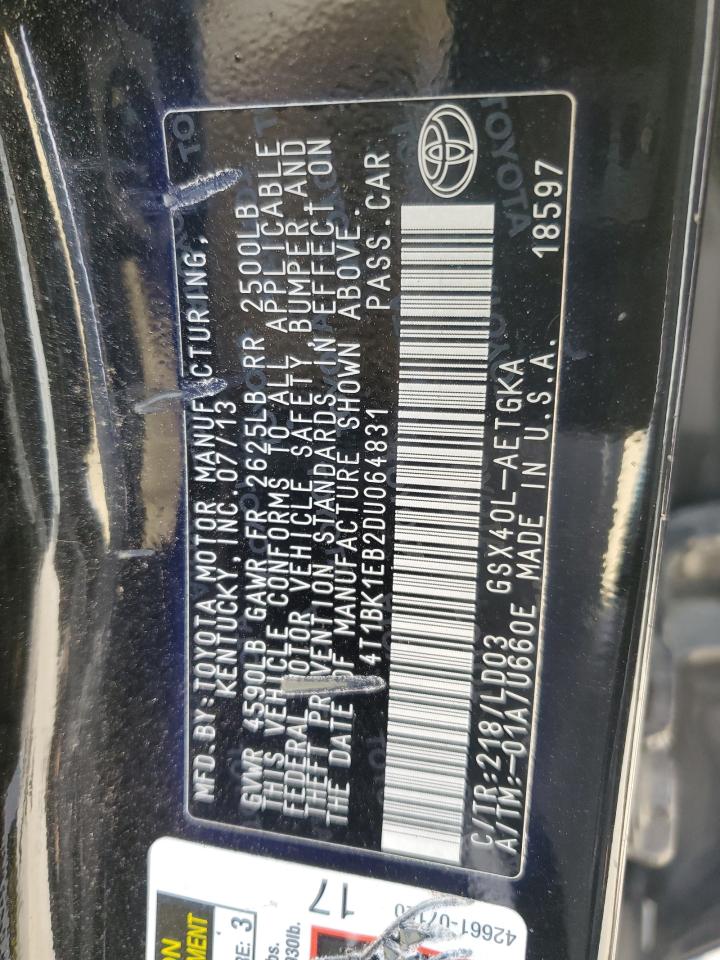 MFD.BY:TOYOTA MOTOR MANUFACTURING,
KENTUCKY, INC. 07/13
GVWR 4590LB GAWR FR 2625LB RR 2500LB
THIS VEHICLE CONFORMS TO ALL APPLICABLE
FEDERAL MOTOR VEHICLE SAFETY, BUMPER, AND
THEFT PREVENTION STANDARDS IN EFFECT ON
THE DATE OF MANUFACTURE SHOWN ABOVE.
4T1BK1EB2DU064831 PASS.CAR
C/TR:218/LD03 GSX40L-AETGKA
A/TM:-01A/U660E MADE IN U.S.A. 18597
TOYOTA
17